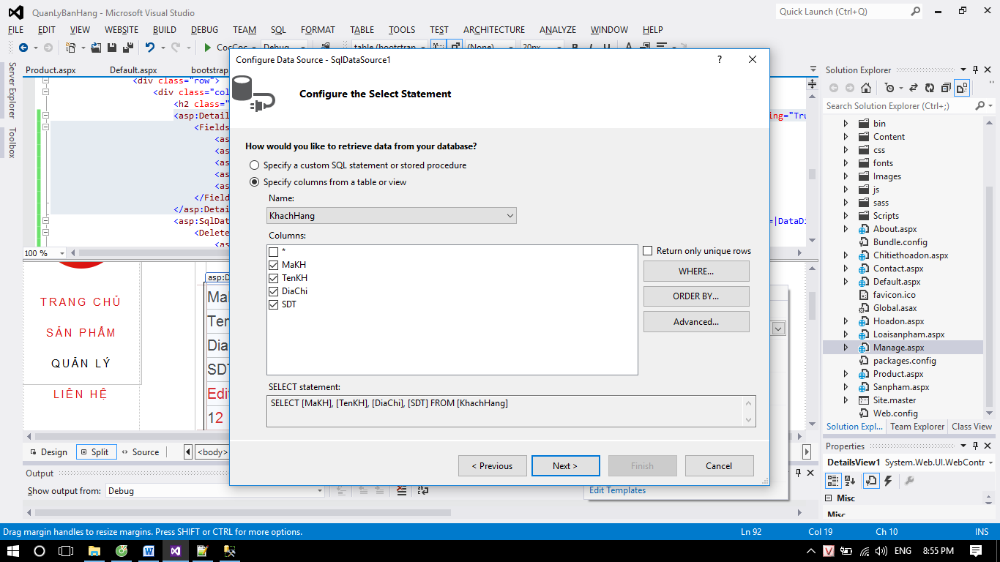 QuanLyBanHang - Microsoft Visual Studio
Quick Launch (Ctrl+Q)
FILE EDIT VIEW WEBSITE BUILD DEBUG TEAM SQL FORMAT TABLE TOOLS TEST ARCHITECTURE ANALYZE WINDOW HELP
Server Explorer
Toolbox
Product.aspx Default.aspx bootstrap
<div class="row">
<div class="col
<h2 class="
<asp:Detail
ing="Tru
<Fields
<as
<as
<as
<as
<as
</Field
</asp:Detai
<asp:SqlDat
=|DataDi
<Delete
<as
100 %
TRANG CHỦ
SẢN PHẨM
QUẢN LÝ
LIÊN HỆ
asp:D
Ma
Ten
Dia
SDT
Edit
12
Design Split Source
<body>
Output
Show output from: Debug
Edit Templates
Configure Data Source - SqlDataSource1
?
Configure the Select Statement
How would you like to retrieve data from your database?
Specify a custom SQL statement or stored procedure
Specify columns from a table or view
Name:
KhachHang
Columns:
*
MaKH
TenKH
DiaChi
SDT
Return only unique rows
WHERE...
ORDER BY...
Advanced...
SELECT statement:
SELECT [MaKH], [TenKH], [DiaChi], [SDT] FROM [KhachHang]
< Previous Next > Finish Cancel
Solution Explorer
Search Solution Explorer (Ctrl+;)
bin
Content
css
fonts
Images
js
sass
Scripts
About.aspx
Bundle.config
Chitiethoadon.aspx
Contact.aspx
Default.aspx
favicon.ico
Global.asax
Hoadon.aspx
Loaisanpham.aspx
Manage.aspx
packages.config
Product.aspx
Sanpham.aspx
Site.master
Web.config
Solution Expl... Team Explorer Class View
Properties
DetailsView1 System.Web.UI.WebContr
Misc
Drag margin handles to resize margins. Press SHIFT or CTRL for more options.
Ln 92 Col 19 Ch 10 INS
ENG 8:55 PM